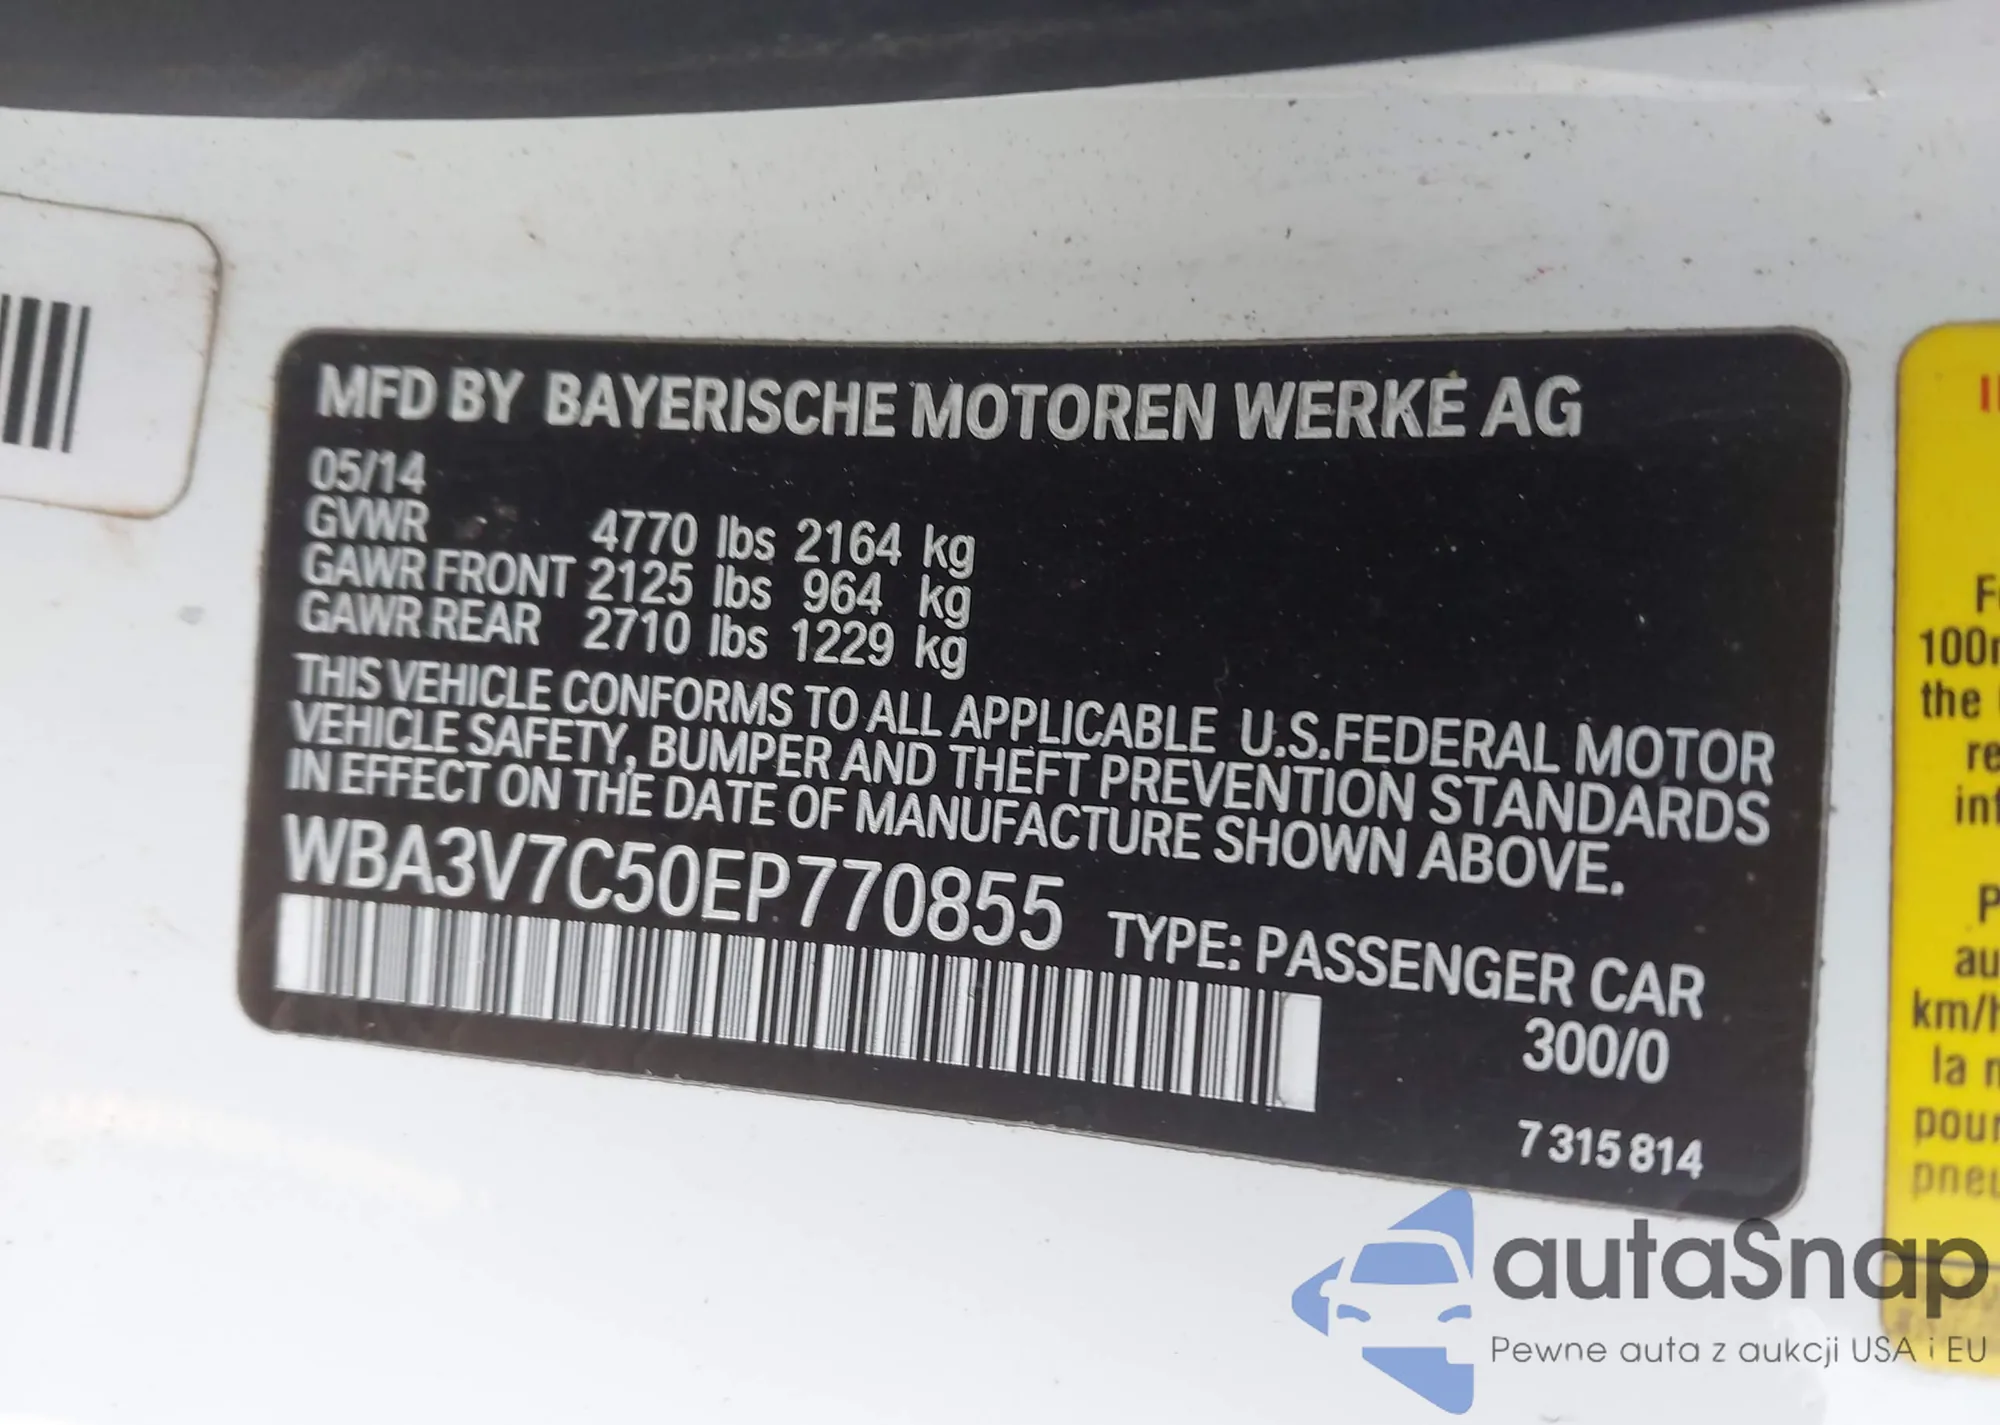 MFD BY BAYERISCHE MOTOREN WERKE AG
05/14
GVWR 4770 lbs 2164 kg
GAWR FRONT 2125 lbs 964 kg
GAWR REAR 2710 lbs 1229 kg
THIS VEHICLE CONFORMS TO ALL APPLICABLE U.S.FEDERAL MOTOR
VEHICLE SAFETY, BUMPER AND THEFT PREVENTION STANDARDS
IN EFFECT ON THE DATE OF MANUFACTURE SHOWN ABOVE.
WBA3V7C50EP770855 TYPE: PASSENGER CAR
300/0
7 315 814
the
la
autaSnap
Pewne auta z aukcji USA i EU